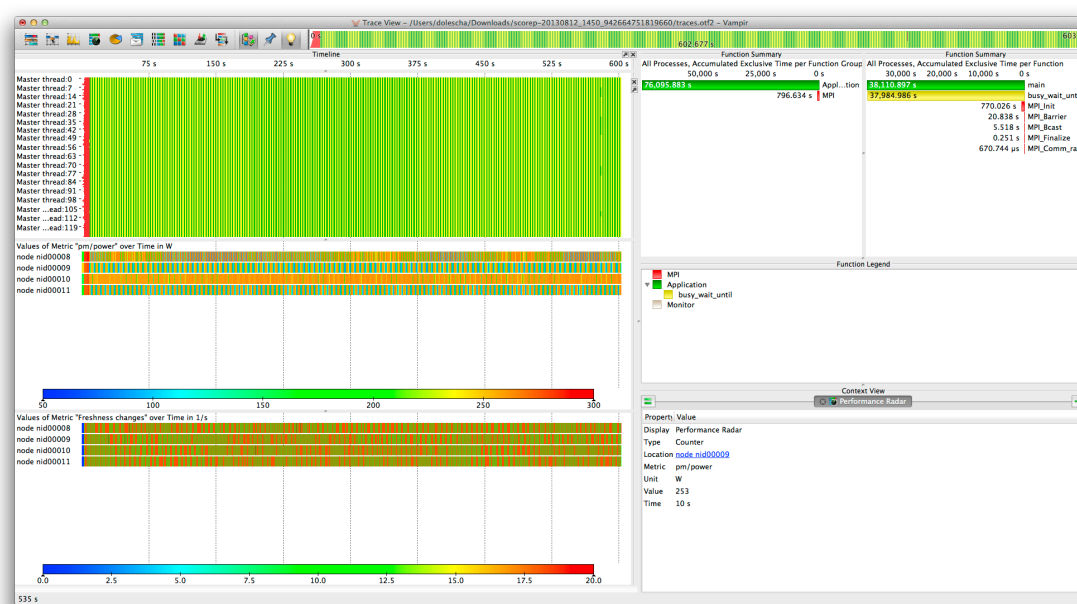 Trace View – /Users/dolescha/Downloads/scorep-20130812_1450_942664751819660/traces.otf2 – Vampir
0 s
602.677 s
603
Timeline
75 s 150 s 225 s 300 s 375 s 450 s 525 s 600 s
Master thread:0
Master thread:7
Master thread:14
Master thread:21
Master thread:28
Master thread:35
Master thread:42
Master thread:49
Master thread:56
Master thread:63
Master thread:70
Master thread:77
Master thread:84
Master thread:91
Master thread:98
Master ...ead:105
Master ...ead:112
Master ...ead:119
Values of Metric "pm/power" over Time in W
node nid00008
node nid00009
node nid00010
node nid00011
50 100 150 200 250 300
Values of Metric "Freshness changes" over Time in 1/s
node nid00008
node nid00009
node nid00010
node nid00011
0.0 2.5 5.0 7.5 10.0 12.5 15.0 17.5 20.0
535 s
Function Summary
All Processes, Accumulated Exclusive Time per Function Group
50,000 s 25,000 s 0 s
76,095.883 s Appl...tion
796.634 s MPI
Function Summary
All Processes, Accumulated Exclusive Time per Function
30,000 s 20,000 s 10,000 s 0 s
38,110.897 s main
37,984.986 s busy_wait_unt
770.026 s MPI_Init
20.838 s MPI_Barrier
5.518 s MPI_Bcast
0.251 s MPI_Finalize
670.744 μs MPI_Comm_ra
Function Legend
MPI
Application
busy_wait_until
Monitor
Context View
Performance Radar
Property Value
Display Performance Radar
Type Counter
Location node nid00009
Metric pm/power
Unit W
Value 253
Time 10 s